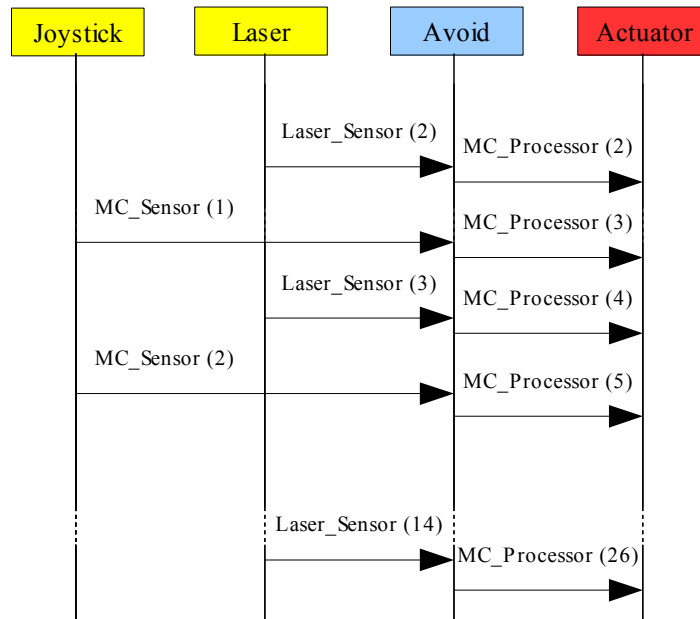 Joystick
Laser
Avoid
Actuator
Laser_Sensor (2)
MC_Processor (2)
MC_Sensor (1)
MC_Processor (3)
Laser_Sensor (3)
MC_Processor (4)
MC_Sensor (2)
MC_Processor (5)
Laser_Sensor (14)
MC_Processor (26)